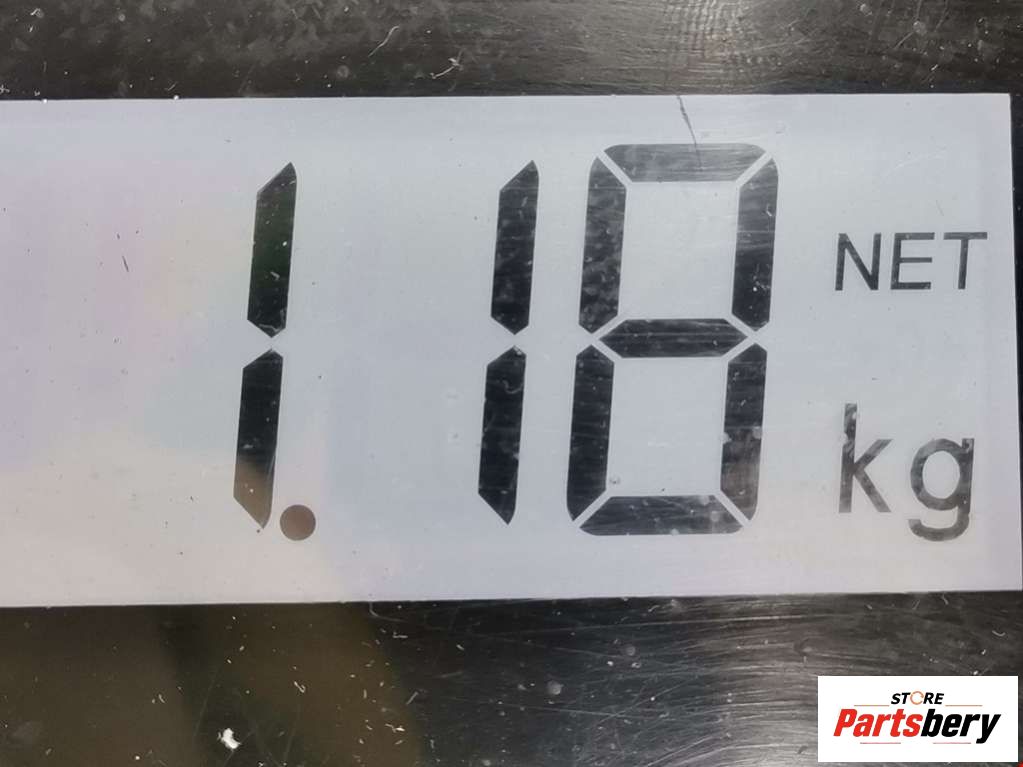 1.18
NET
kg
STORE
Partsbery